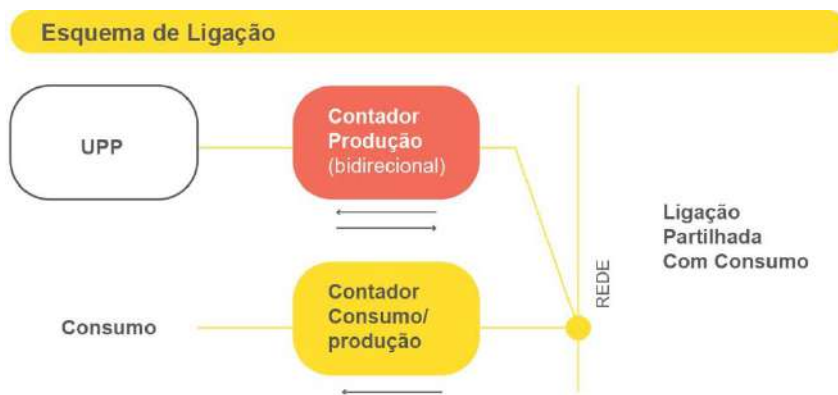 Esquema de Ligação
UPP
Contador
Produção
(bidirecional)
Consumo
Contador
Consumo/
produção
REDE
Ligação
Partilhada
Com Consumo